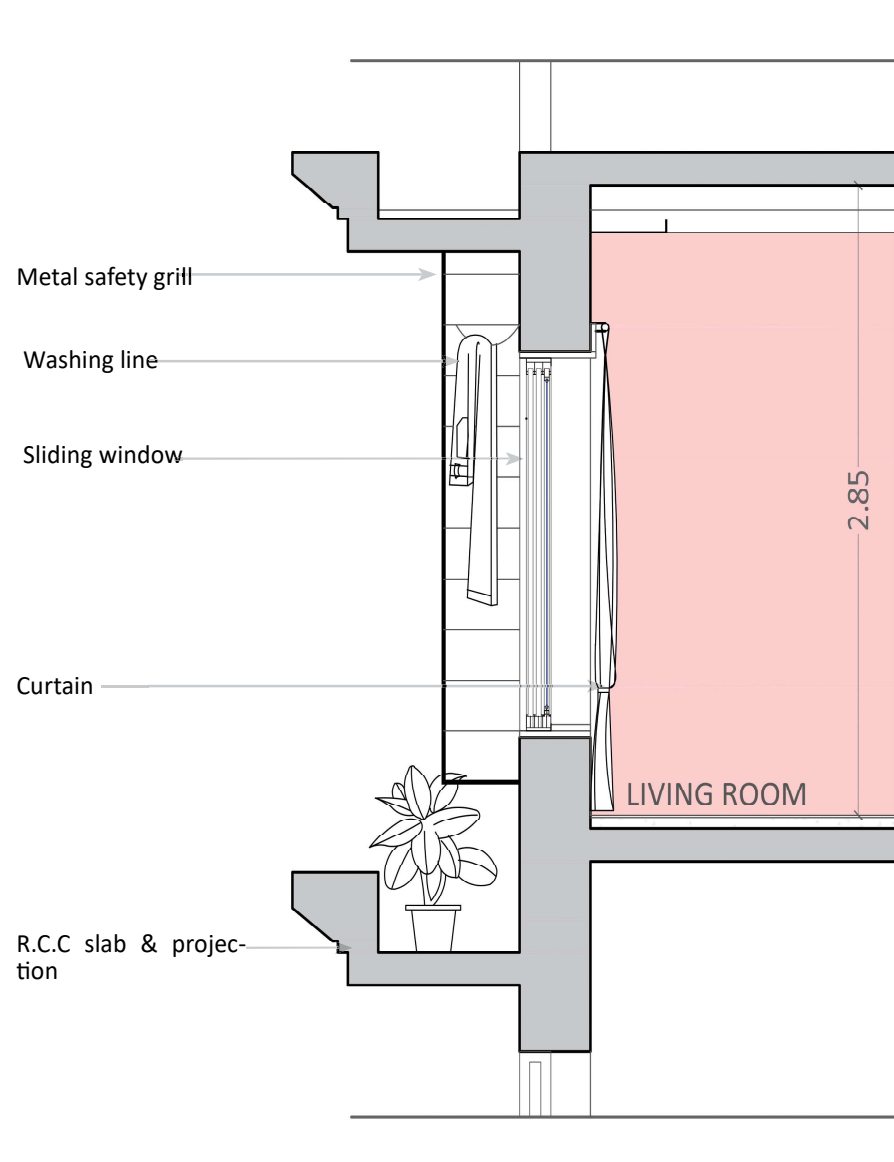 Metal safety grill
Washing line
Sliding window
2.85
Curtain
LIVING ROOM
R.C.C slab & projec-
tion